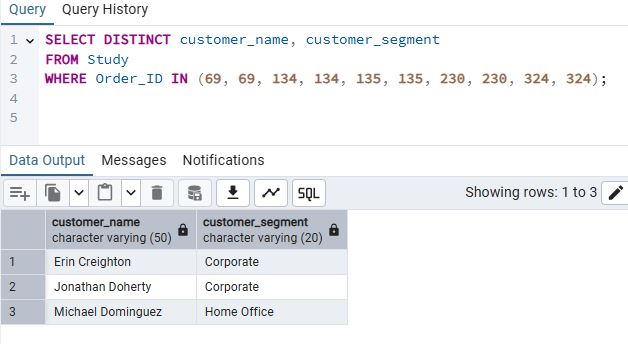 Query Query History
1 SELECT DISTINCT customer_name, customer_segment
2 FROM Study
3 WHERE Order_ID IN (69, 69, 134, 134, 135, 135, 230, 230, 324, 324);
4
5
Data Output Messages Notifications
SQL Showing rows: 1 to 3
customer_name customer_segment
character varying (50) character varying (20)
1 Erin Creighton Corporate
2 Jonathan Doherty Corporate
3 Michael Dominguez Home Office